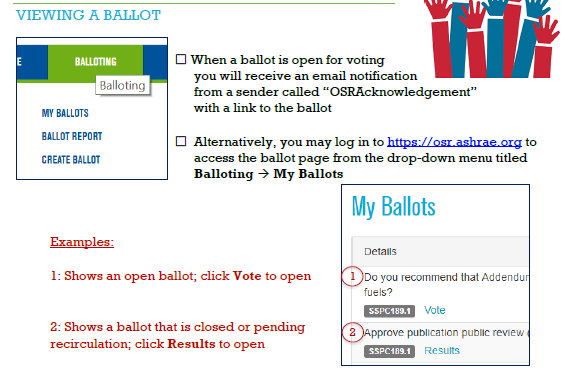 VIEWING A BALLOT
E
BALLOTING
Balloting
MY BALLOTS
BALLOT REPORT
CREATE BALLOT
☐ When a ballot is open for voting
you will receive an email notification
from a sender called “OSRAcknowledgement”
with a link to the ballot
☐ Alternatively, you may log in to https://osr.ashrae.org to
access the ballot page from the drop-down menu titled
Balloting → My Ballots
Examples:
1: Shows an open ballot; click Vote to open
2: Shows a ballot that is closed or pending
recirculation; click Results to open
My Ballots
Details
1 Do you recommend that Addendum
fuels?
SSPC189.1 Vote
2 Approve publication public review (
SSPC189.1 Results